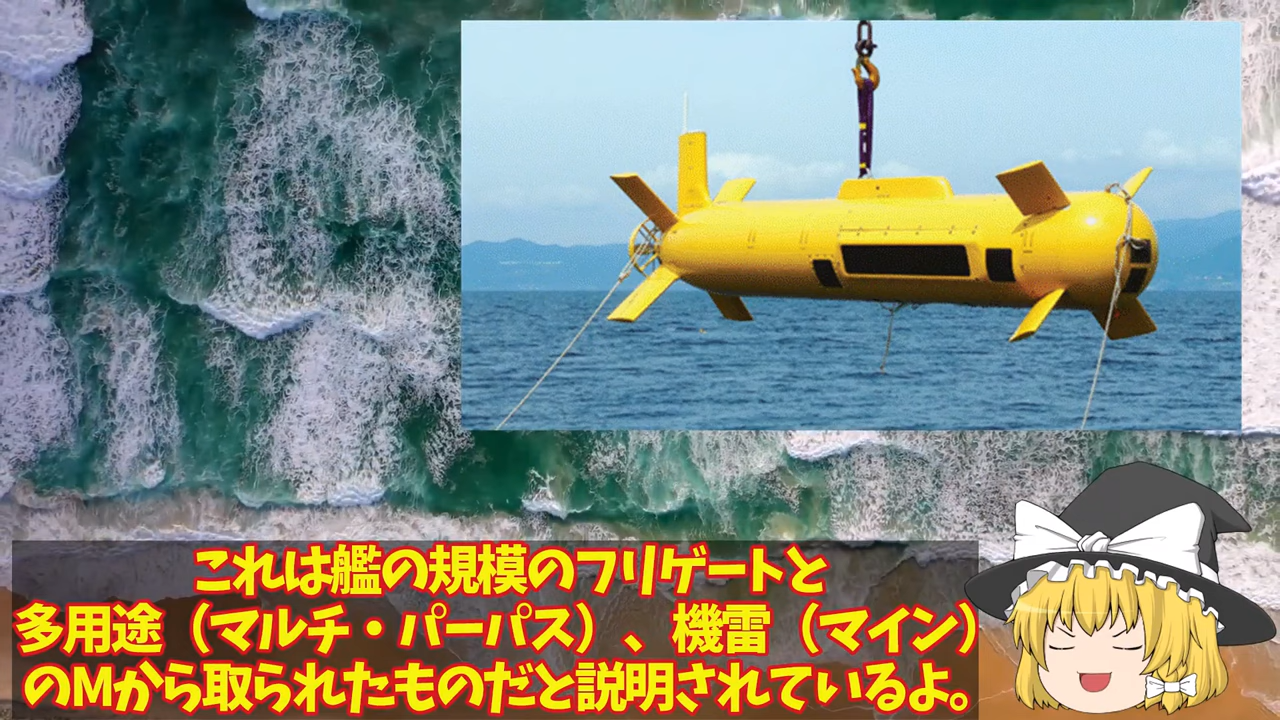 これは艦の規模のフリゲートと
多用途（マルチ・パーパス）、機雷（マイン）
のMから取られたものだと説明されているよ。